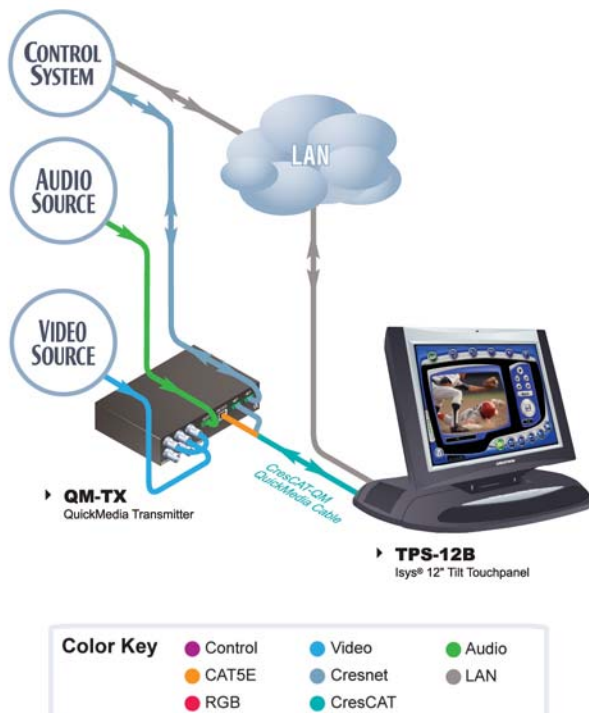 CONTROL
SYSTEM
LAN
AUDIO
SOURCE
VIDEO
SOURCE
CresCAT-QM
QuickMedia Cable
QM-TX
QuickMedia Transmitter
TPS-12B
Isys® 12" Tilt Touchpanel
Color Key
Control
Video
Audio
CAT5E
Cresnet
LAN
RGB
CresCAT